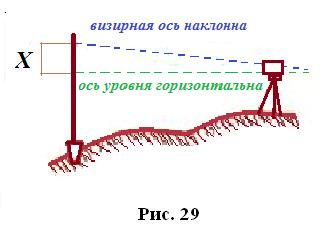 визирная ось наклонна
X
ось уровня горизонтальна
Рис. 29